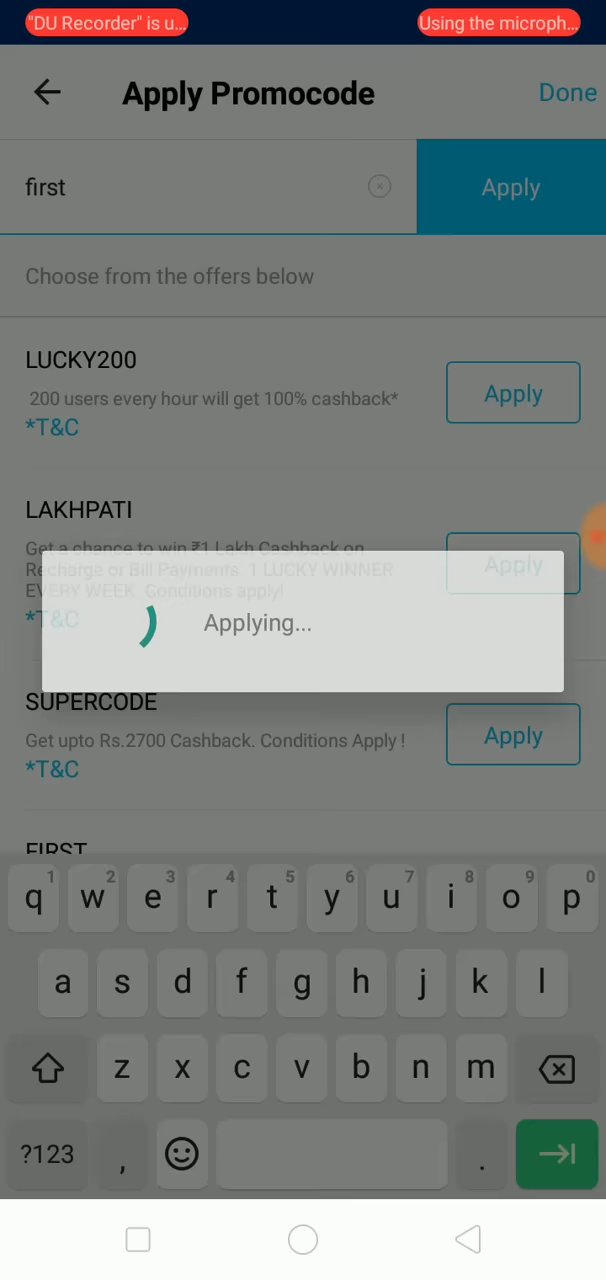 "DU Recorder" is u... Using the microph...
Apply Promocode Done
first Apply
Choose from the offers below
LUCKY200
200 users every hour will get 100% cashback* Apply
*T&C
LAKHPATI
Get a chance to win ₹1 Lakh Cashback on
Recharge or Bill Payments. 1 LUCKY WINNER Apply
EVERY WEEK. Conditions apply!
*T&C
Applying...
SUPERCODE
Get upto Rs.2700 Cashback. Conditions Apply ! Apply
*T&C
FIRST
1 2 3 4 5 6 7 8 9 0
q w e r t y u i o p
a s d f g h j k l
z x c v b n m
?123 , .